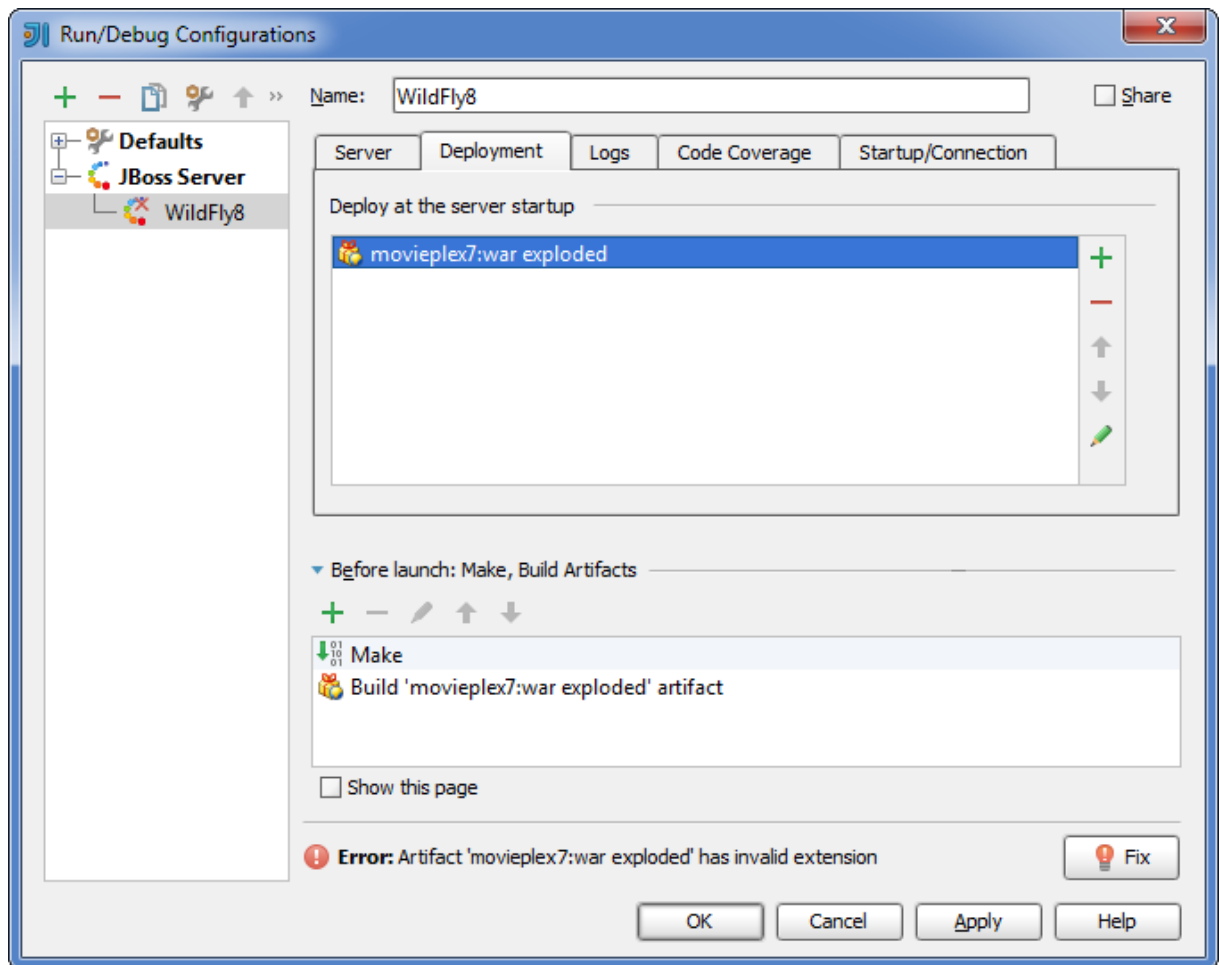 Run/Debug Configurations
Name: WildFly8 Share
Defaults
JBoss Server
WildFly8
Server Deployment Logs Code Coverage Startup/Connection
Deploy at the server startup
movieplex7:war exploded
Before launch: Make, Build Artifacts
Make
Build 'movieplex7:war exploded' artifact
Show this page
Error: Artifact 'movieplex7:war exploded' has invalid extension Fix
OK Cancel Apply Help